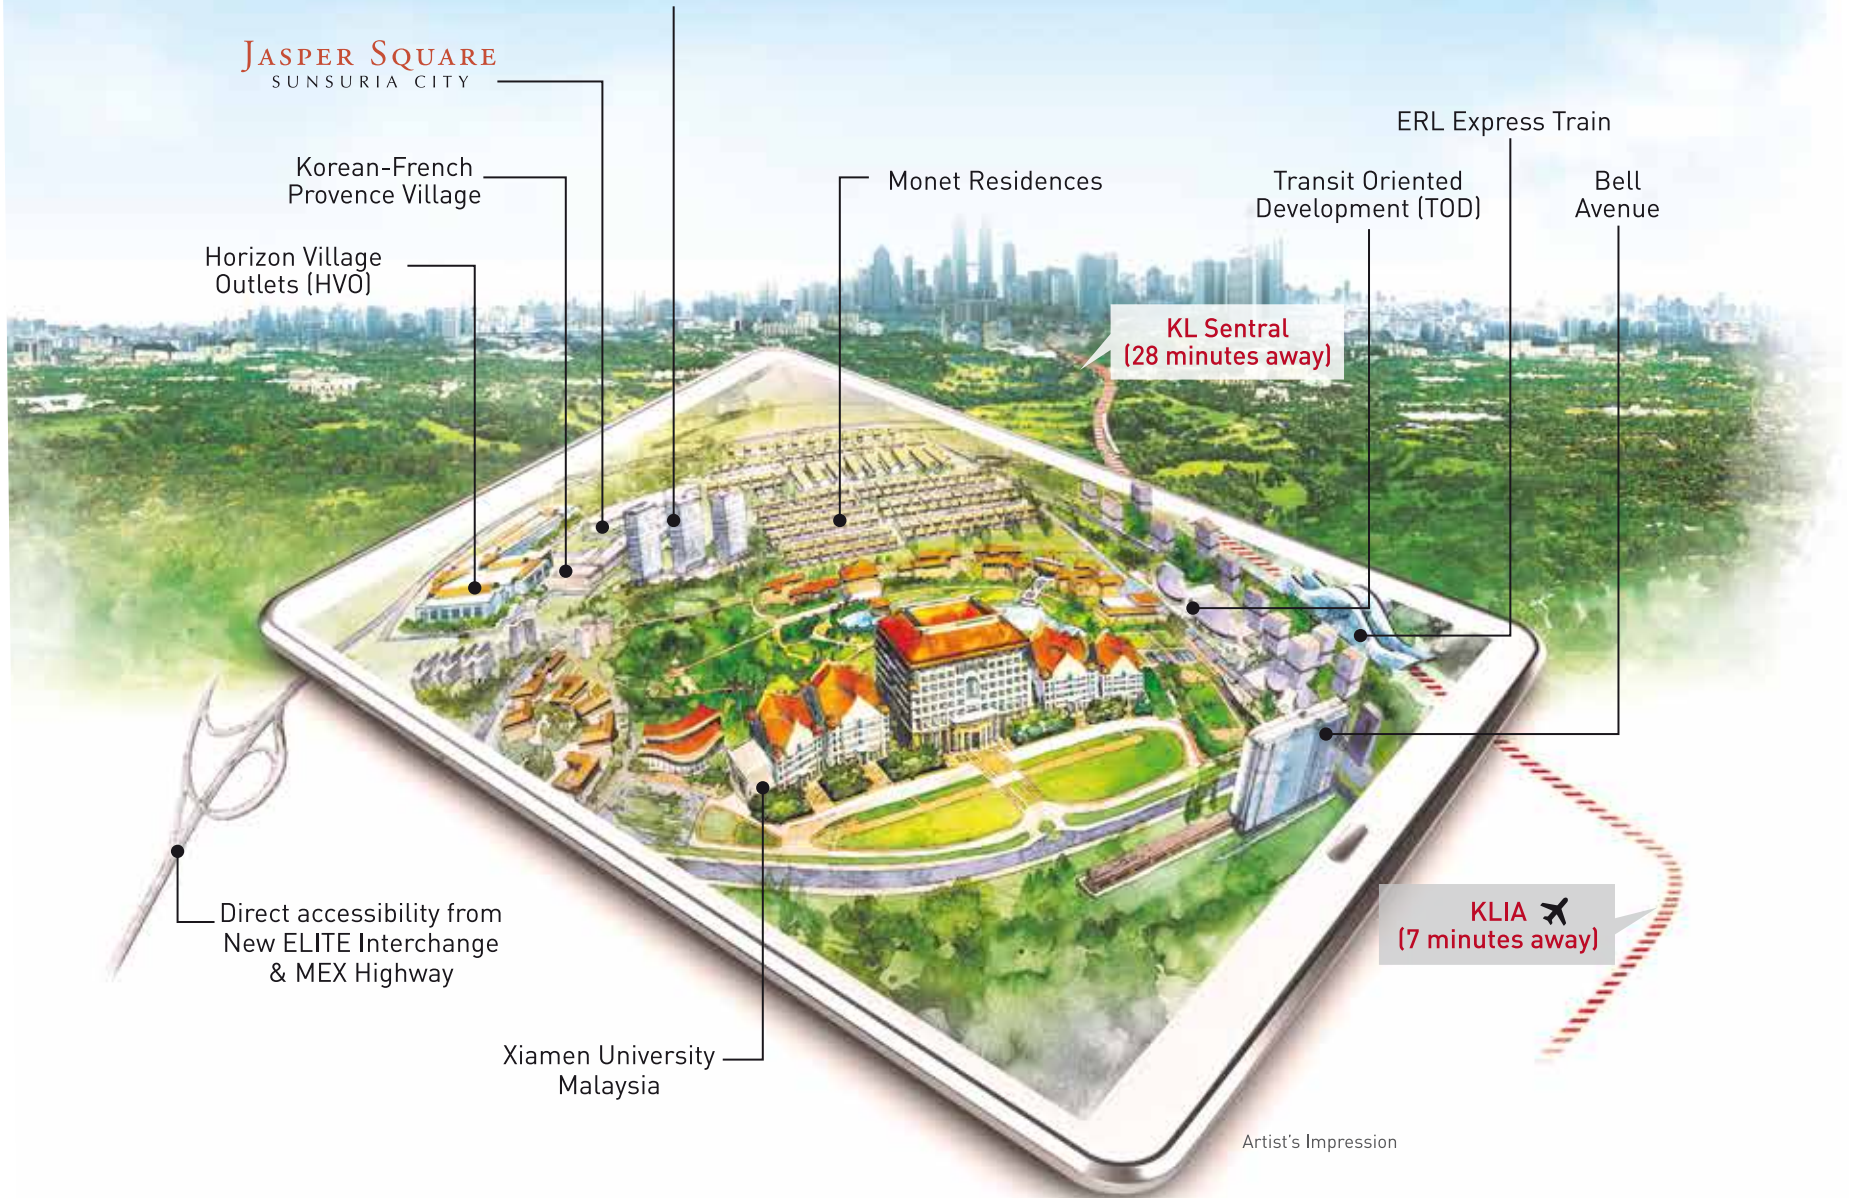 JASPER SQUARE
SUNSURIA CITY
ERL Express Train
Korean-French
Provence Village
Monet Residences
Transit Oriented
Development (TOD)
Bell
Avenue
Horizon Village
Outlets (HVO)
KL Sentral
(28 minutes away)
Direct accessibility from
New ELITE Interchange
& MEX Highway
KLIA
(7 minutes away)
Xiamen University
Malaysia
Artist's Impression